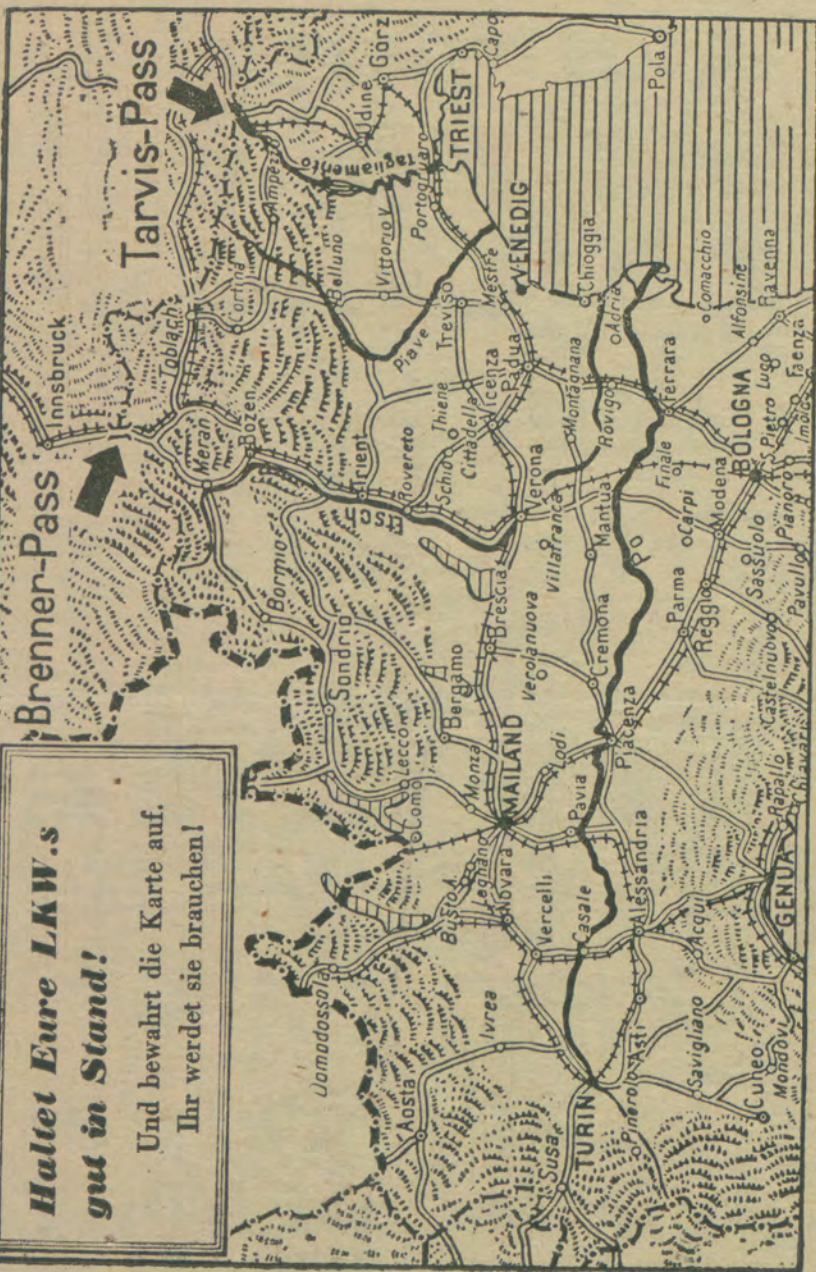 Haltet Eure LKW.s
gut in Stand!
Und bewahrt die Karte auf.
Ihr werdet sie brauchen!
Brenner-Pass
Tarvis-Pass
Innsbruck
Toblach
Meran
Bozen
Cortina
Ampezzo
Udine
Görz
Tagliamento
Portogruaro
TRIEST
Capo
Pola
Belluno
Vittorio V.
Piave
Treviso
Mestre
VENEDIG
Chioggia
Adria
Comacchio
Alfonsine
Ravenna
Bormio
Sondrio
Etsch
Trient
Rovereto
Schio
Thiene
Cittadella
Vicenza
Padua
Montagnana
Rovigo
Ferrara
Verona
Villafranca
Mantua
Finale
Carpi
Modena
BOLOGNA
S. Pietro
Lugo
Faenza
Imola
Pianoro
Sassuolo
Pavullo
Domodossola
Como
Lecco
Bergamo
Monza
Brescia
Verolanuova
Cremona
Po
Parma
Reggio
Castelnuovo
Busto A.
Legnano
Novara
MAILAND
Lodi
Pavia
Piacenza
Aosta
Ivrea
Vercelli
Casale
Alessandria
Acqui
Rapallo
Chiavari
GENUA
Susa
TURIN
Asti
Pinerolo
Savigliano
Cuneo
Mondovi